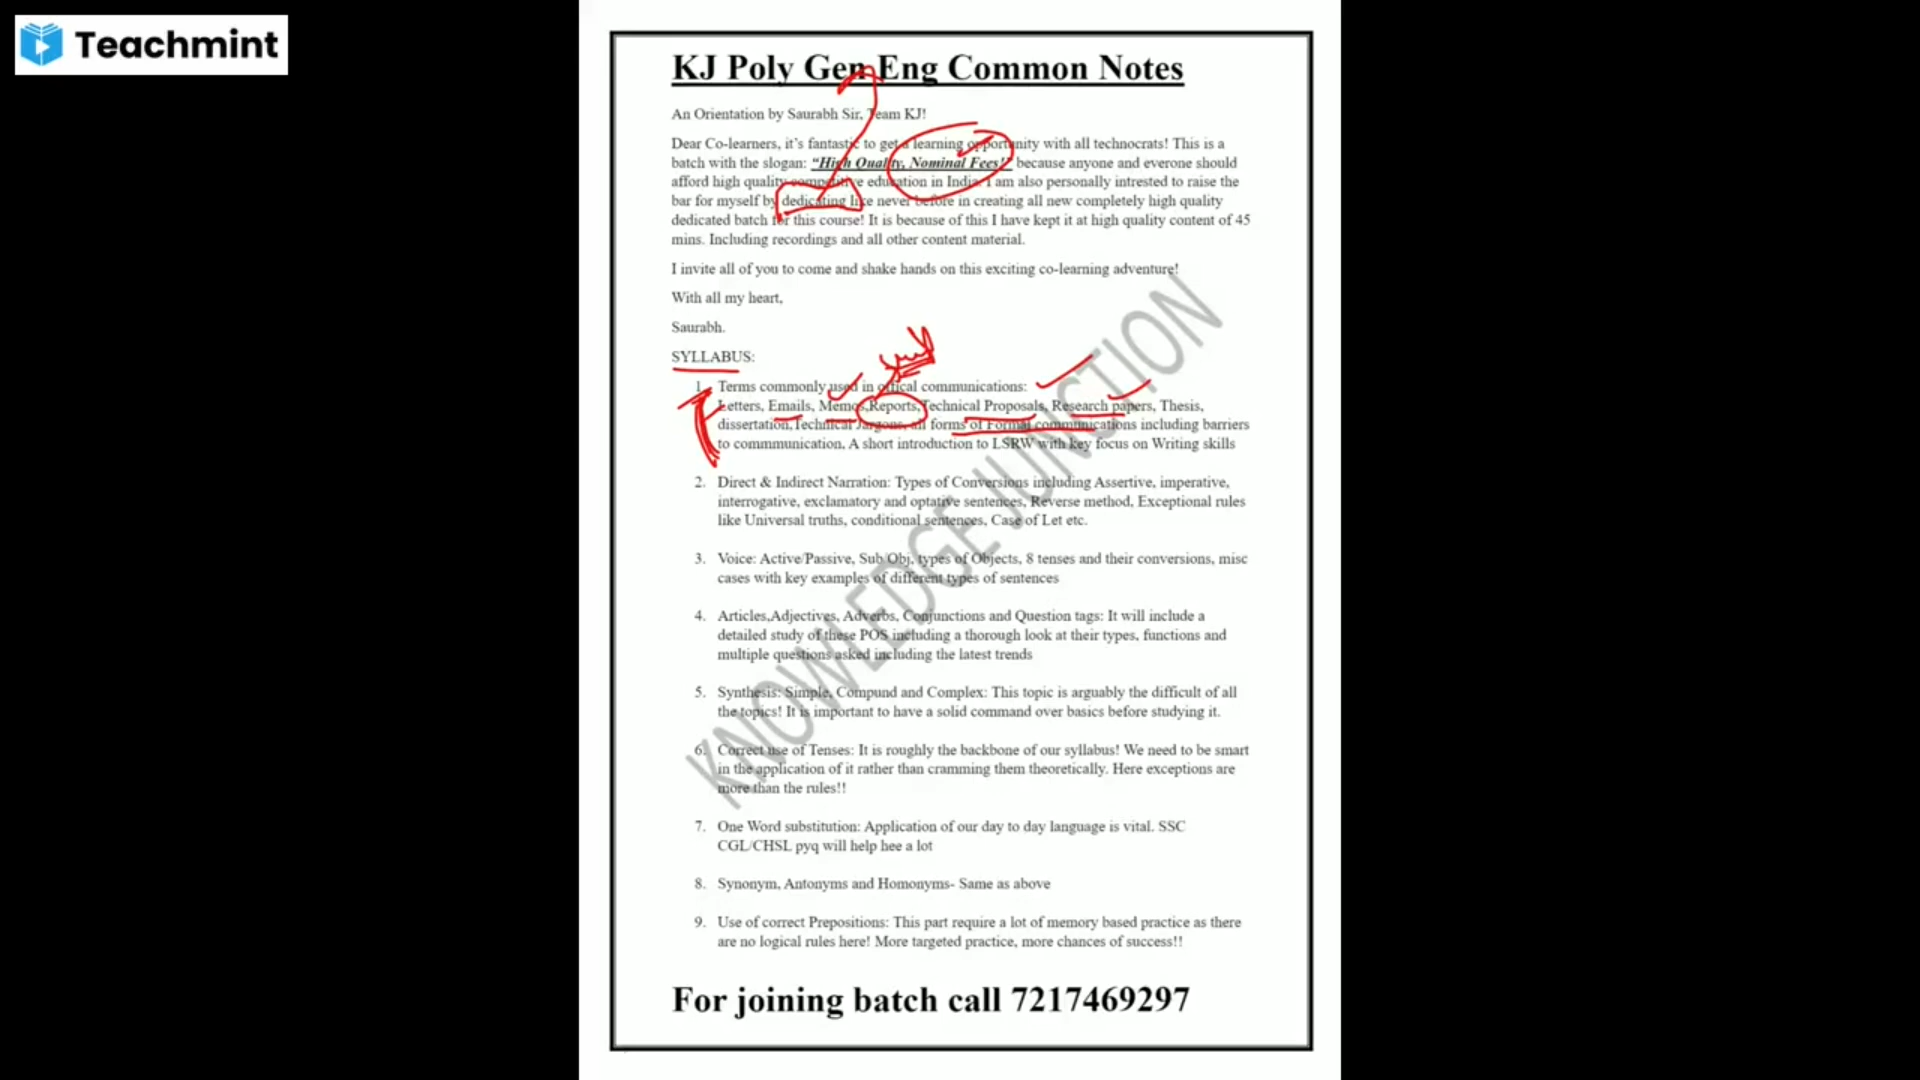 Teachmint
KJ Poly Gen Eng Common Notes
An Orientation by Saurabh Sir, Team KJ!
Dear Co-learners, it's fantastic to get a learning opportunity with all technocrats! This is a
batch with the slogan: "High Quality, Nominal Fees!" because anyone and everone should
afford high quality competitive education in India. I am also personally intrested to raise the
bar for myself by dedicating like never before in creating all new completely high quality
dedicated batch for this course! It is because of this I have kept it at high quality content of 45
mins. Including recordings and all other content material.
I invite all of you to come and shake hands on this exciting co-learning adventure!
With all my heart,
Saurabh.
SYLLABUS:
1. Terms commonly used in offical communications:
Letters, Emails, Memos,Reports,Technical Proposals, Research papers, Thesis,
dissertation,Technical Jargons, all forms of Formal communications including barriers
to commmunication, A short introduction to LSRW with key focus on Writing skills
2. Direct & Indirect Narration: Types of Conversions including Assertive, imperative,
interrogative, exclamatory and optative sentences, Reverse method, Exceptional rules
like Universal truths, conditional sentences, Case of Let etc.
3. Voice: Active/Passive, Sub/Obj, types of Objects, 8 tenses and their conversions, misc
cases with key examples of different types of sentences
4. Articles,Adjectives, Adverbs, Conjunctions and Question tags: It will include a
detailed study of these POS including a thorough look at their types, functions and
multiple questions asked including the latest trends
5. Synthesis: Simple, Compund and Complex: This topic is arguably the difficult of all
the topics! It is important to have a solid command over basics before studying it.
6. Correct use of Tenses: It is roughly the backbone of our syllabus! We need to be smart
in the application of it rather than cramming them theoretically. Here exceptions are
more than the rules!!
7. One Word substitution: Application of our day to day language is vital. SSC
CGL/CHSL pyq will help hee a lot
8. Synonym, Antonyms and Homonyms- Same as above
9. Use of correct Prepositions: This part require a lot of memory based practice as there
are no logical rules here! More targeted practice, more chances of success!!
For joining batch call 7217469297
KNOWLEDGE JUNCTION